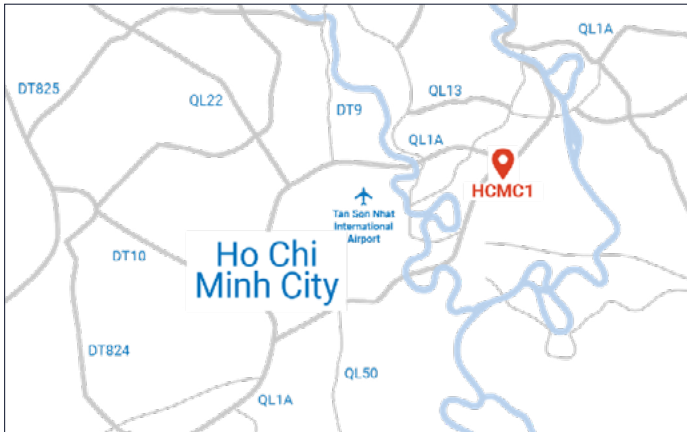 QL1A
DT825
QL22
QL13
DT9
QL1A
HCMC1
Tan Son Nhat
International
Airport
Ho Chi
Minh City
DT10
DT824
QL50
QL1A